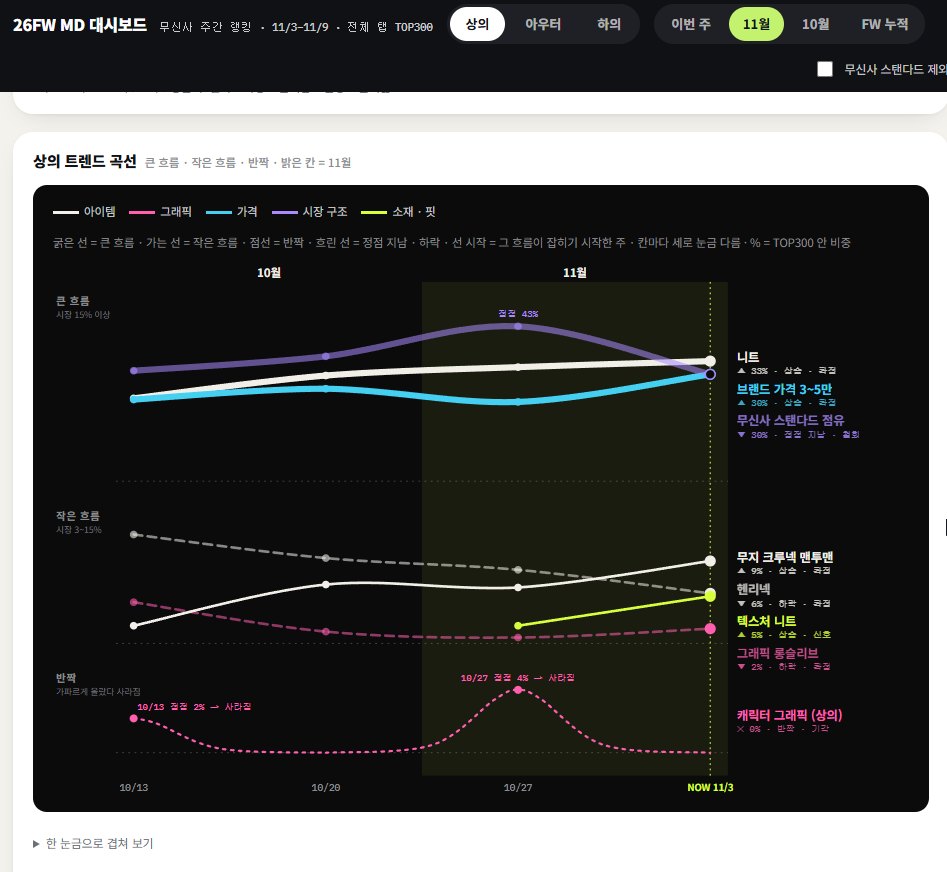 26FW MD 대시보드 무신사 주간 랭킹 · 11/3~11/9 · 전체 탭 TOP300 상의 아우터 하의 이번 주 11월 10월 FW 누적
무신사 스탠다드 제외
상의 트렌드 곡선 큰 흐름 · 작은 흐름 · 반짝 · 밝은 칸 = 11월
아이템 그래픽 가격 시장 구조 소재 · 핏
굵은 선 = 큰 흐름 · 가는 선 = 작은 흐름 · 점선 = 반짝 · 흐린 선 = 정점 지남 · 하락 · 선 시작 = 그 흐름이 잡히기 시작한 주 · 칸마다 세로 눈금 다름 · % = TOP300 안 비중
10월 11월
큰 흐름
시장 15% 이상
정점 43%
니트
▲ 33% · 상승 · 확정
브랜드 가격 3~5만
▲ 30% · 상승 · 확정
무신사 스탠다드 점유
▼ 30% · 정점 지남 ·
작은 흐름
시장 3~15%
무지 크루넥 맨투맨
▲ 9% · 상승 · 확정
헨리넥
▼ 6% · 하락 · 확정
텍스처 니트
▲ 5% · 상승 · 신호
그래픽 롱슬리브
▼ 2% · 하락 · 확정
반짝
가파르게 올랐다 사라짐
10/13 정점 2% → 사라짐
10/27 정점 4% → 사라짐
캐릭터 그래픽 (상의)
× 0% · 반짝 · 기각
10/13 10/20 10/27 NOW 11/3
▶ 한 눈금으로 겹쳐 보기